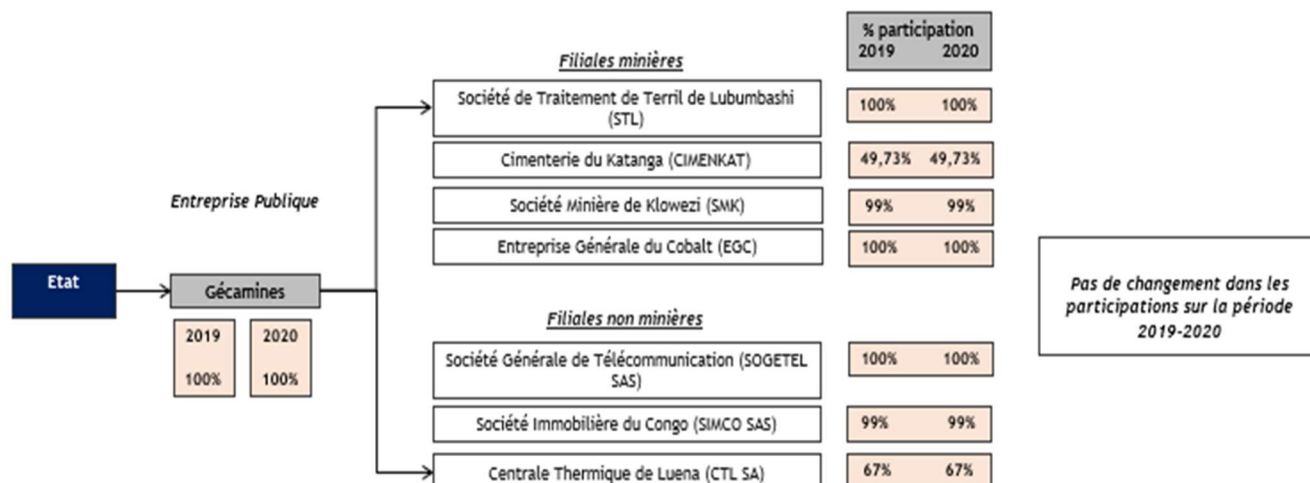 % participation
2019 2020
Filiales minières
Société de Traitement de Terril de Lubumbashi
(STL)
100% 100%
Cimenterie du Katanga (CIMENKAT)
49,73% 49,73%
Entreprise Publique
Société Minière de Klowezi (SMK)
99% 99%
Entreprise Générale du Cobalt (EGC)
100% 100%
Etat
Gécamines
2019 2020
100% 100%
Pas de changement dans les
participations sur la période
2019-2020
Filiales non minières
Société Générale de Télécommunication (SOGETEL
SAS)
100% 100%
Société Immobilière du Congo (SIMCO SAS)
99% 99%
Centrale Thermique de Luena (CTL SA)
67% 67%